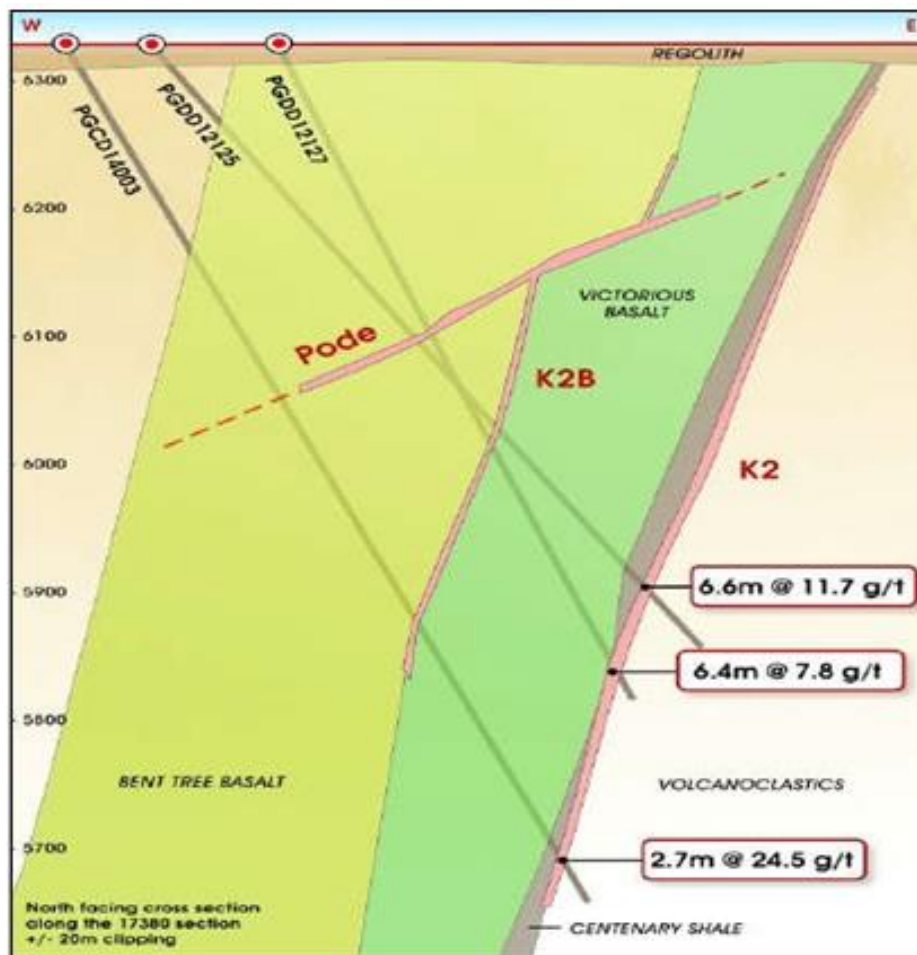 W
E
REGOLITH
6300
PGCD14003
PGDD12125
PGDD12127
6200
VICTORIOUS
BASALT
6100
Pode
K2B
6000
K2
5900
6.6m @ 11.7 g/t
6.4m @ 7.8 g/t
5800
BENT TREE BASALT
VOLCANOCLASTICS
5700
2.7m @ 24.5 g/t
North facing cross section
along the 17380 section
+/- 20m clipping
CENTENARY SHALE